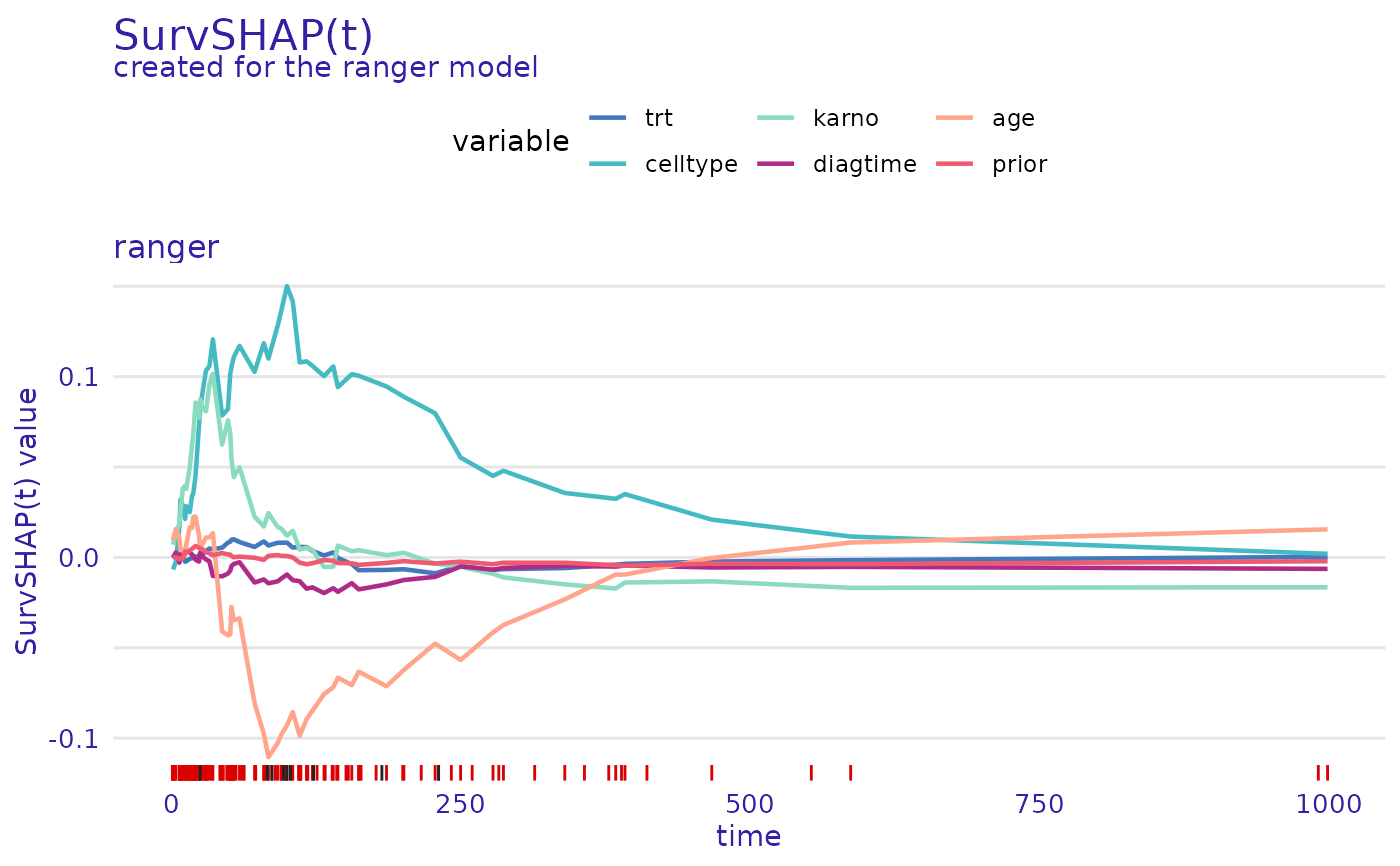 SurvSHAP(t)
created for the ranger model
variable
trt
karno
age
celltype
diagtime
prior
ranger
SurvSHAP(t) value
0.1
0.0
-0.1
0
250
500
750
1000
time